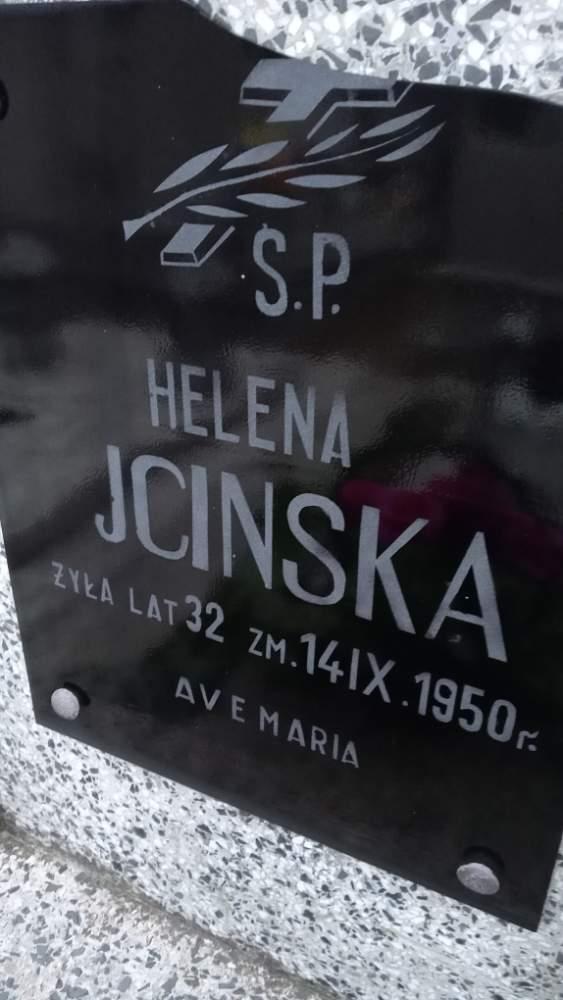 Ś.P.
HELENA
JCINSKA
ŻYŁA LAT 32 ZM. 14 IX. 1950 r.
AVE MARIA